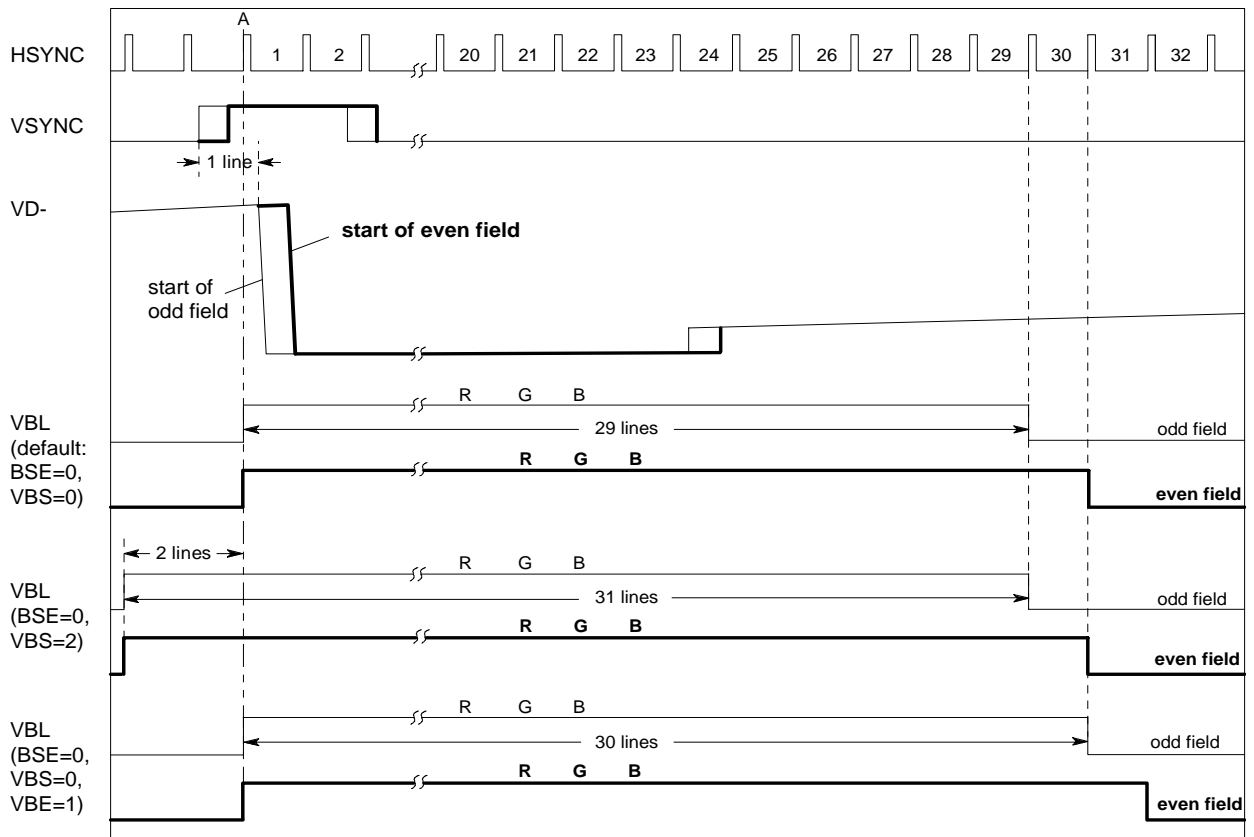 A
HSYNC 1 2 20 21 22 23 24 25 26 27 28 29 30 31 32
VSYNC
1 line
VD-
start of even field
start of
odd field
R G B
VBL
(default:
BSE=0,
VBS=0)
29 lines
odd field
R G B
even field
2 lines
R G B
VBL
(BSE=0,
VBS=2)
31 lines
odd field
R G B
even field
R G B
VBL
(BSE=0,
VBS=0,
VBE=1)
30 lines
odd field
R G B
even field